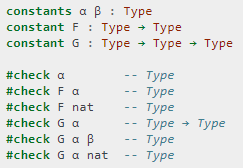 constants α β : Type
constant F : Type → Type
constant G : Type → Type → Type
#check α        -- Type
#check F α      -- Type
#check F nat    -- Type
#check G α      -- Type → Type
#check G α β    -- Type
#check G α nat  -- Type